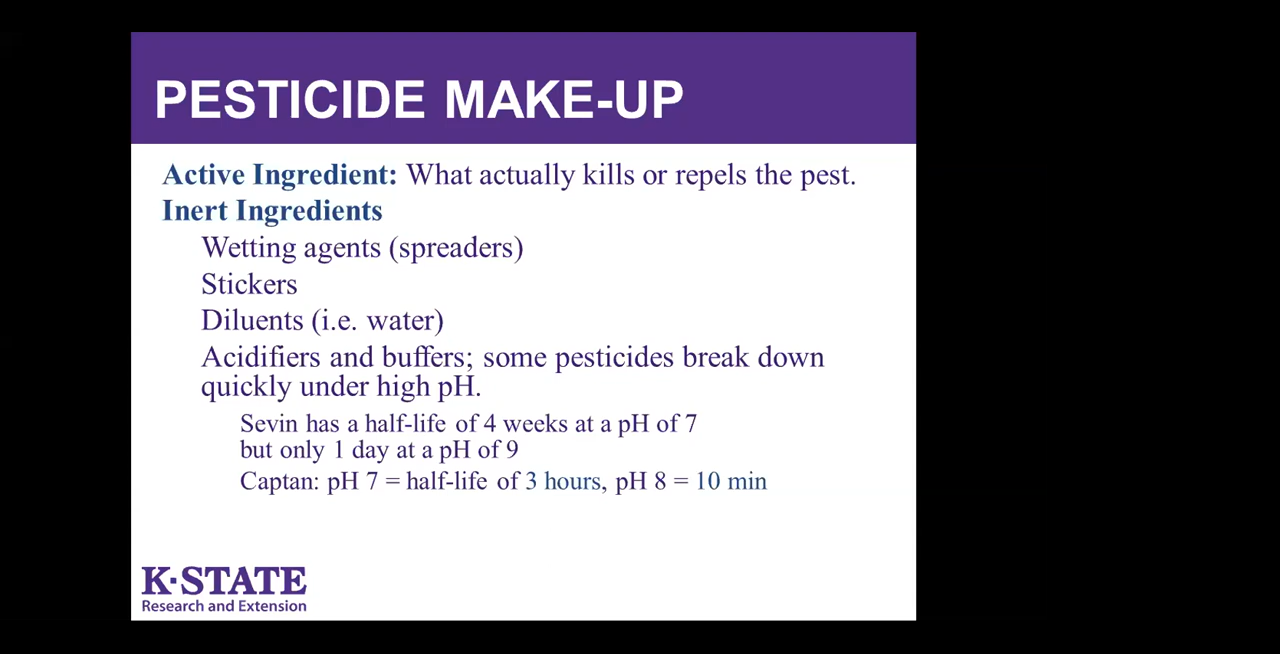 PESTICIDE MAKE-UP
Active Ingredient: What actually kills or repels the pest.
Inert Ingredients
Wetting agents (spreaders)
Stickers
Diluents (i.e. water)
Acidifiers and buffers; some pesticides break down
quickly under high pH.
Sevin has a half-life of 4 weeks at a pH of 7
but only 1 day at a pH of 9
Captan: pH 7 = half-life of 3 hours, pH 8 = 10 min
K·STATE
Research and Extension